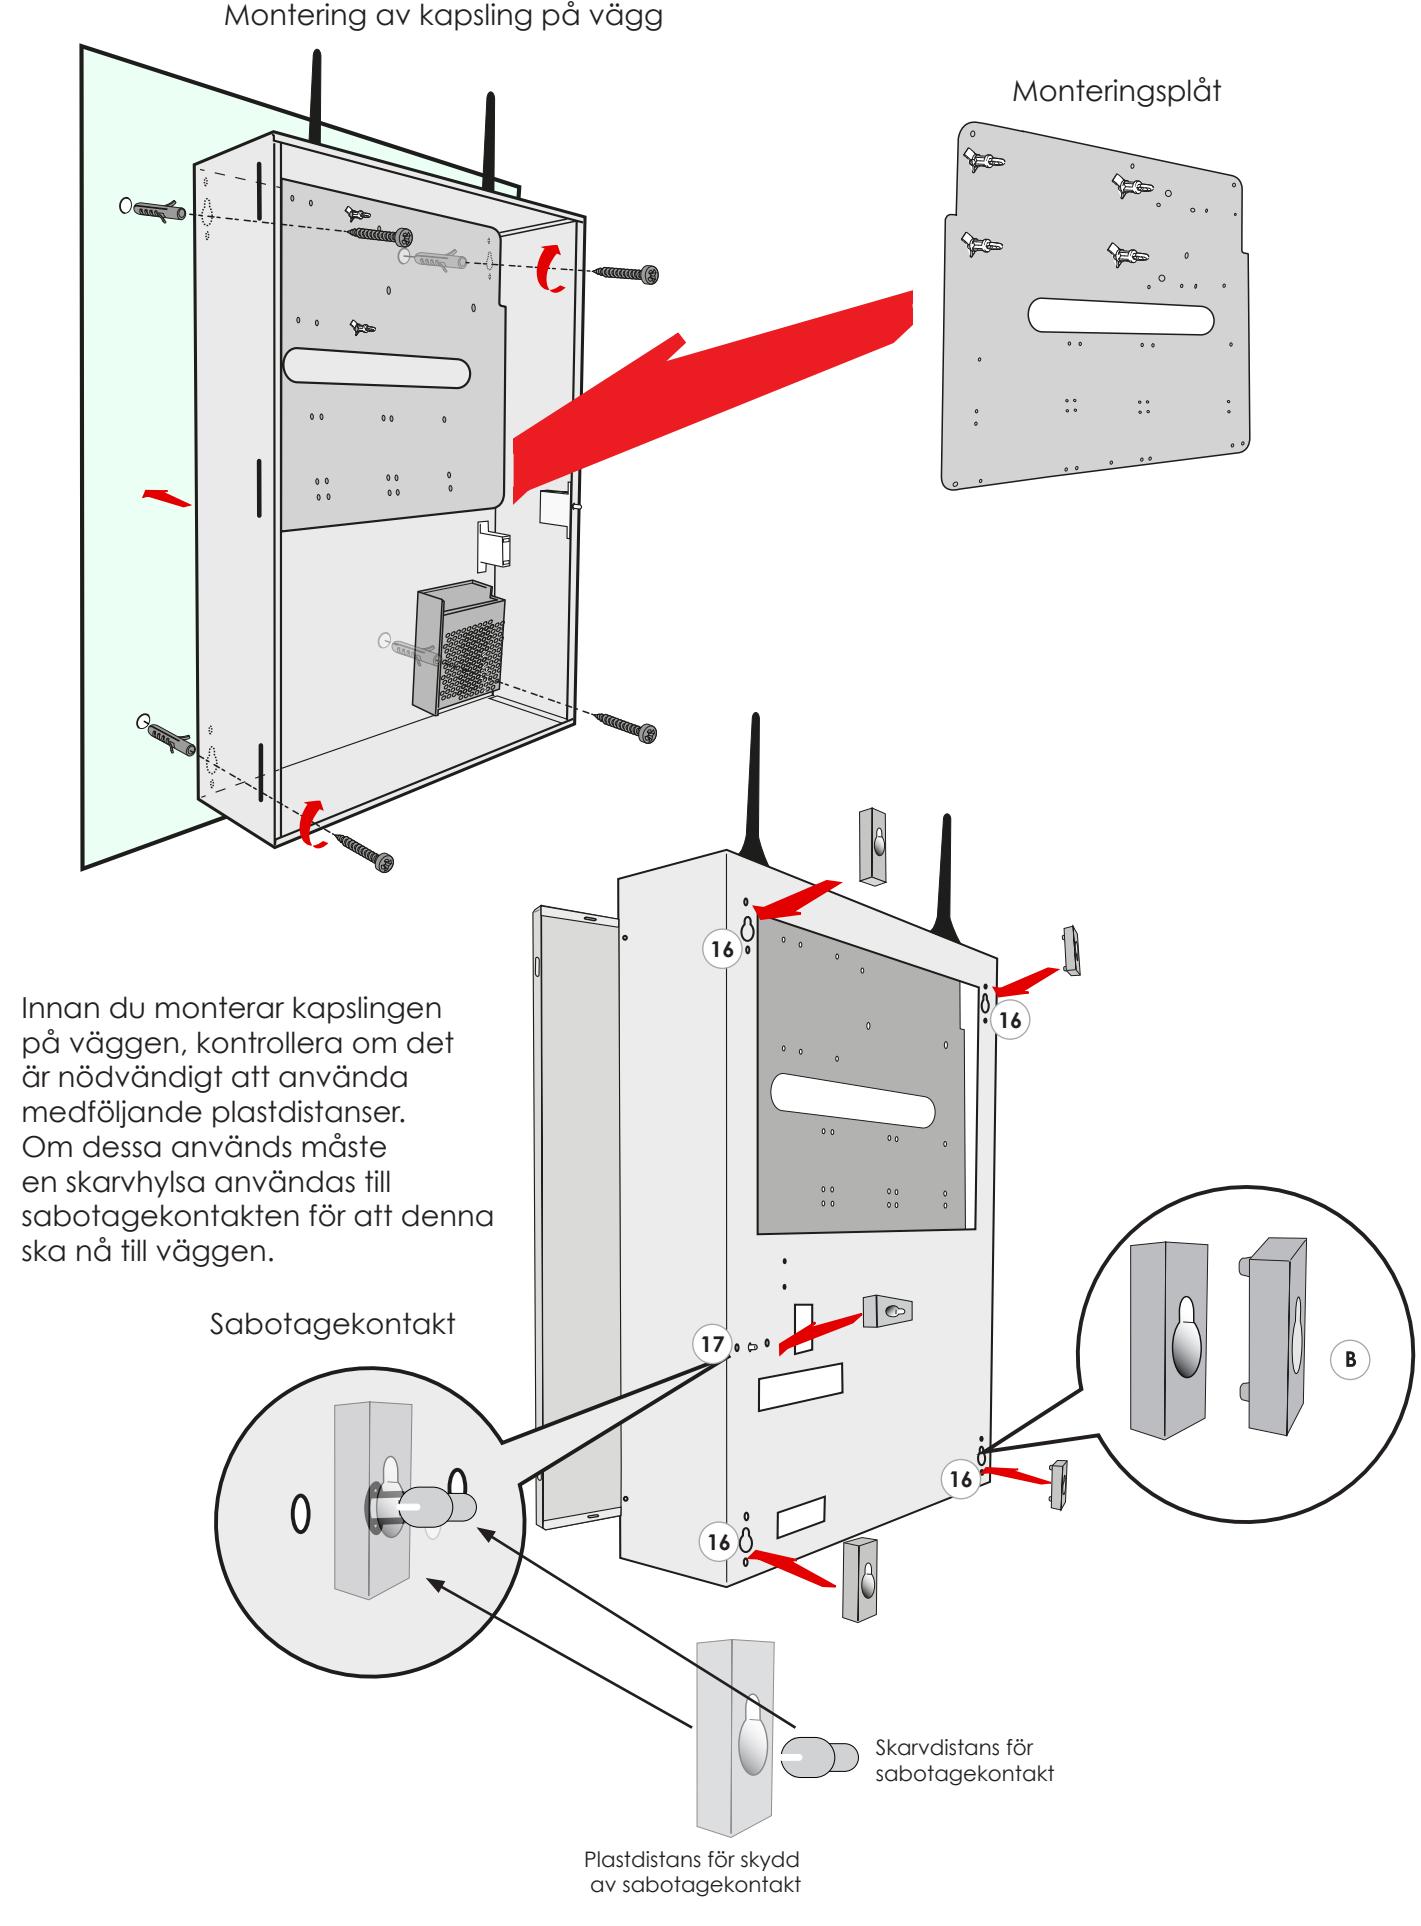 Montering av kapsling på vägg
Monteringsplåt
16
16
Innan du monterar kapslingen
på väggen, kontrollera om det
är nödvändigt att använda
medföljande plastdistanser.
Om dessa används måste
en skarvhylsa användas till
sabotagekontakten för att denna
ska nå till väggen.
Sabotagekontakt
17
B
16
16
Skarvdistans för
sabotagekontakt
Plastdistans för skydd
av sabotagekontakt